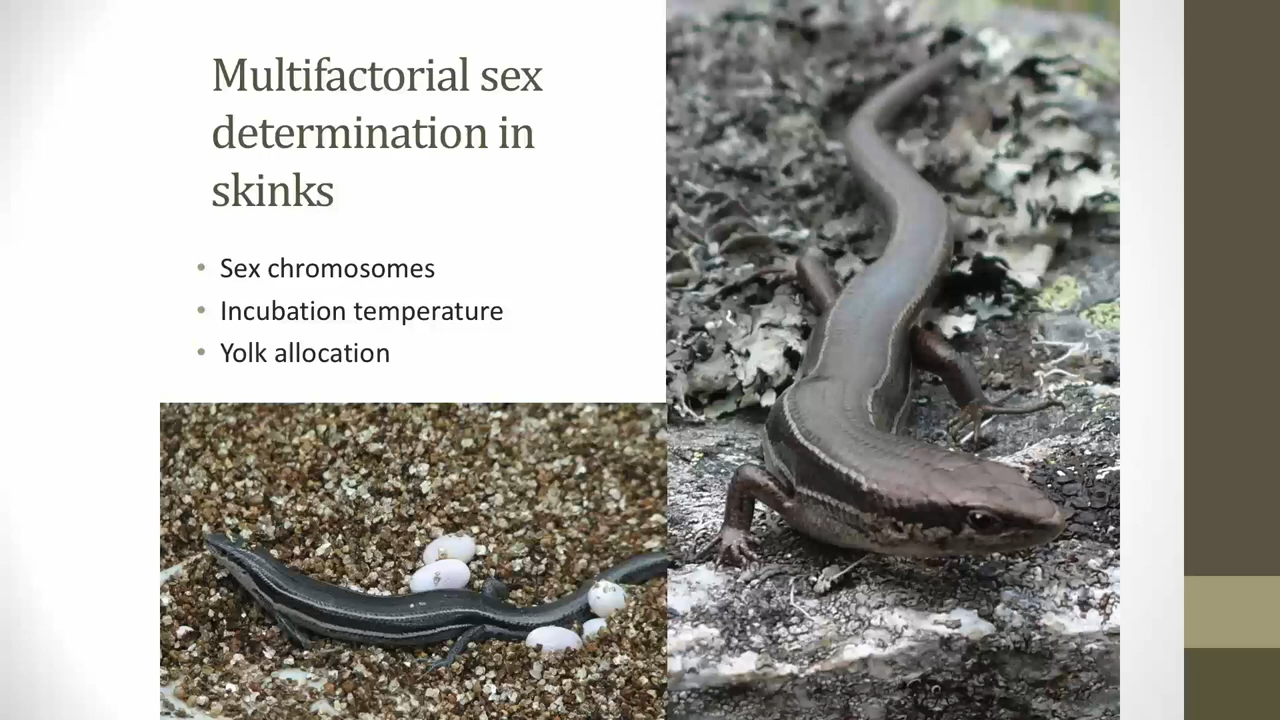 Multifactorial sex
determination in
skinks
• Sex chromosomes
• Incubation temperature
• Yolk allocation